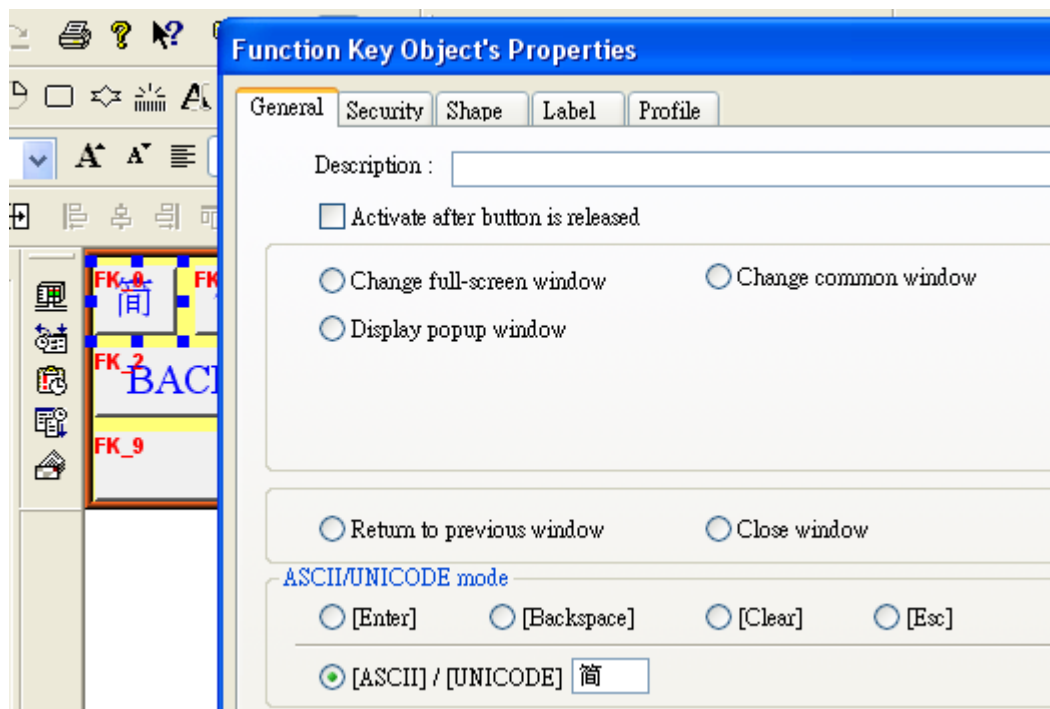 Function Key Object's Properties
General Security Shape Label Profile
Description :
Activate after button is released
Change full-screen window Change common window
Display popup window
FK_0 FK
简
FK_2
BACK
FK_9
Return to previous window Close window
ASCII/UNICODE mode
[Enter] [Backspace] [Clear] [Esc]
[ASCII] / [UNICODE] 简